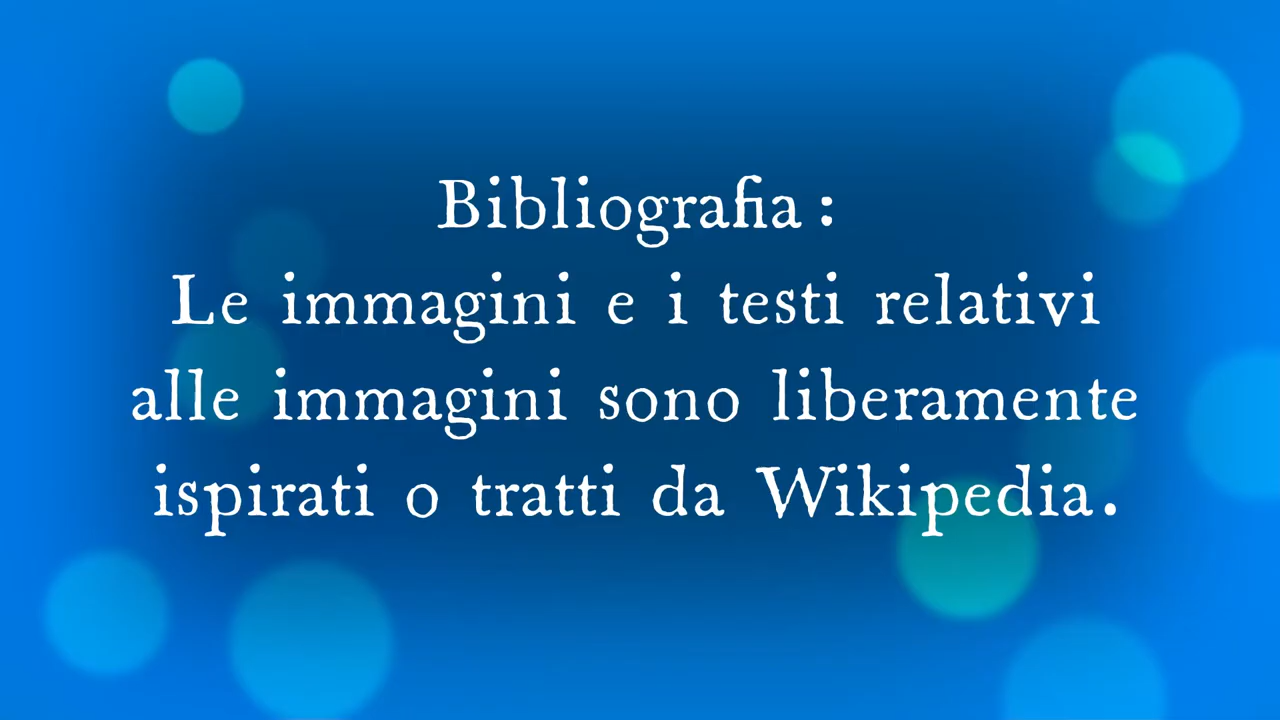 Bibliografia :
Le immagini e i testi relativi
alle immagini sono liberamente
ispirati o tratti da Wikipedia.